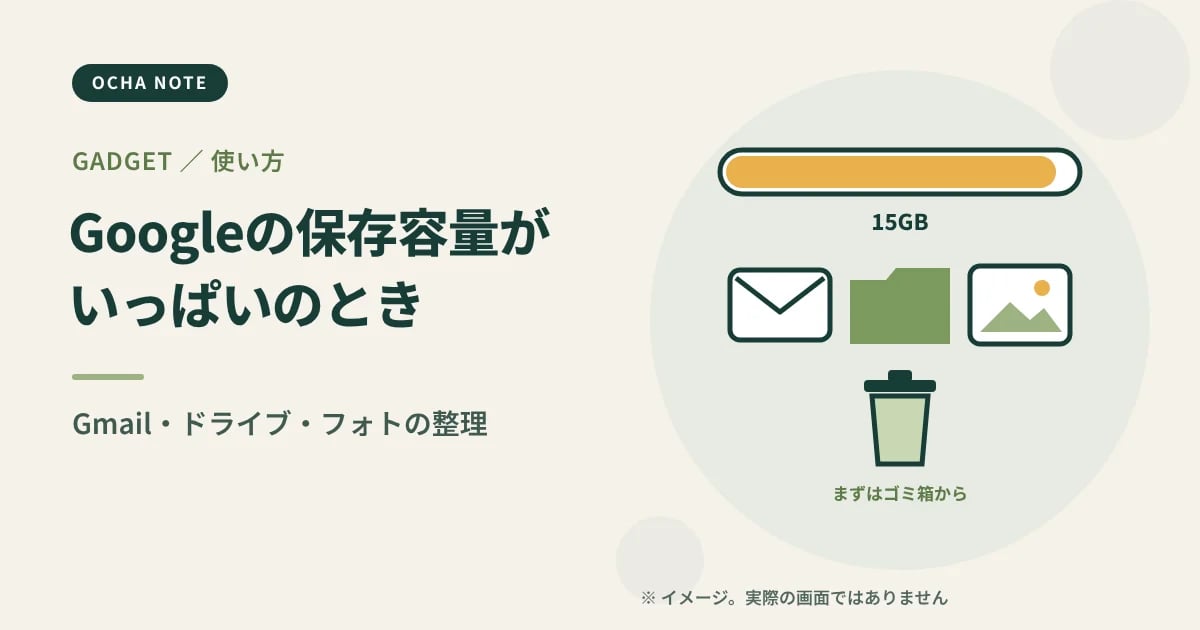 OCHA NOTE
GADGET ／ 使い方
Googleの保存容量が
いっぱいのとき
Gmail・ドライブ・フォトの整理
15GB
まずはゴミ箱から
※ イメージ。実際の画面ではありません